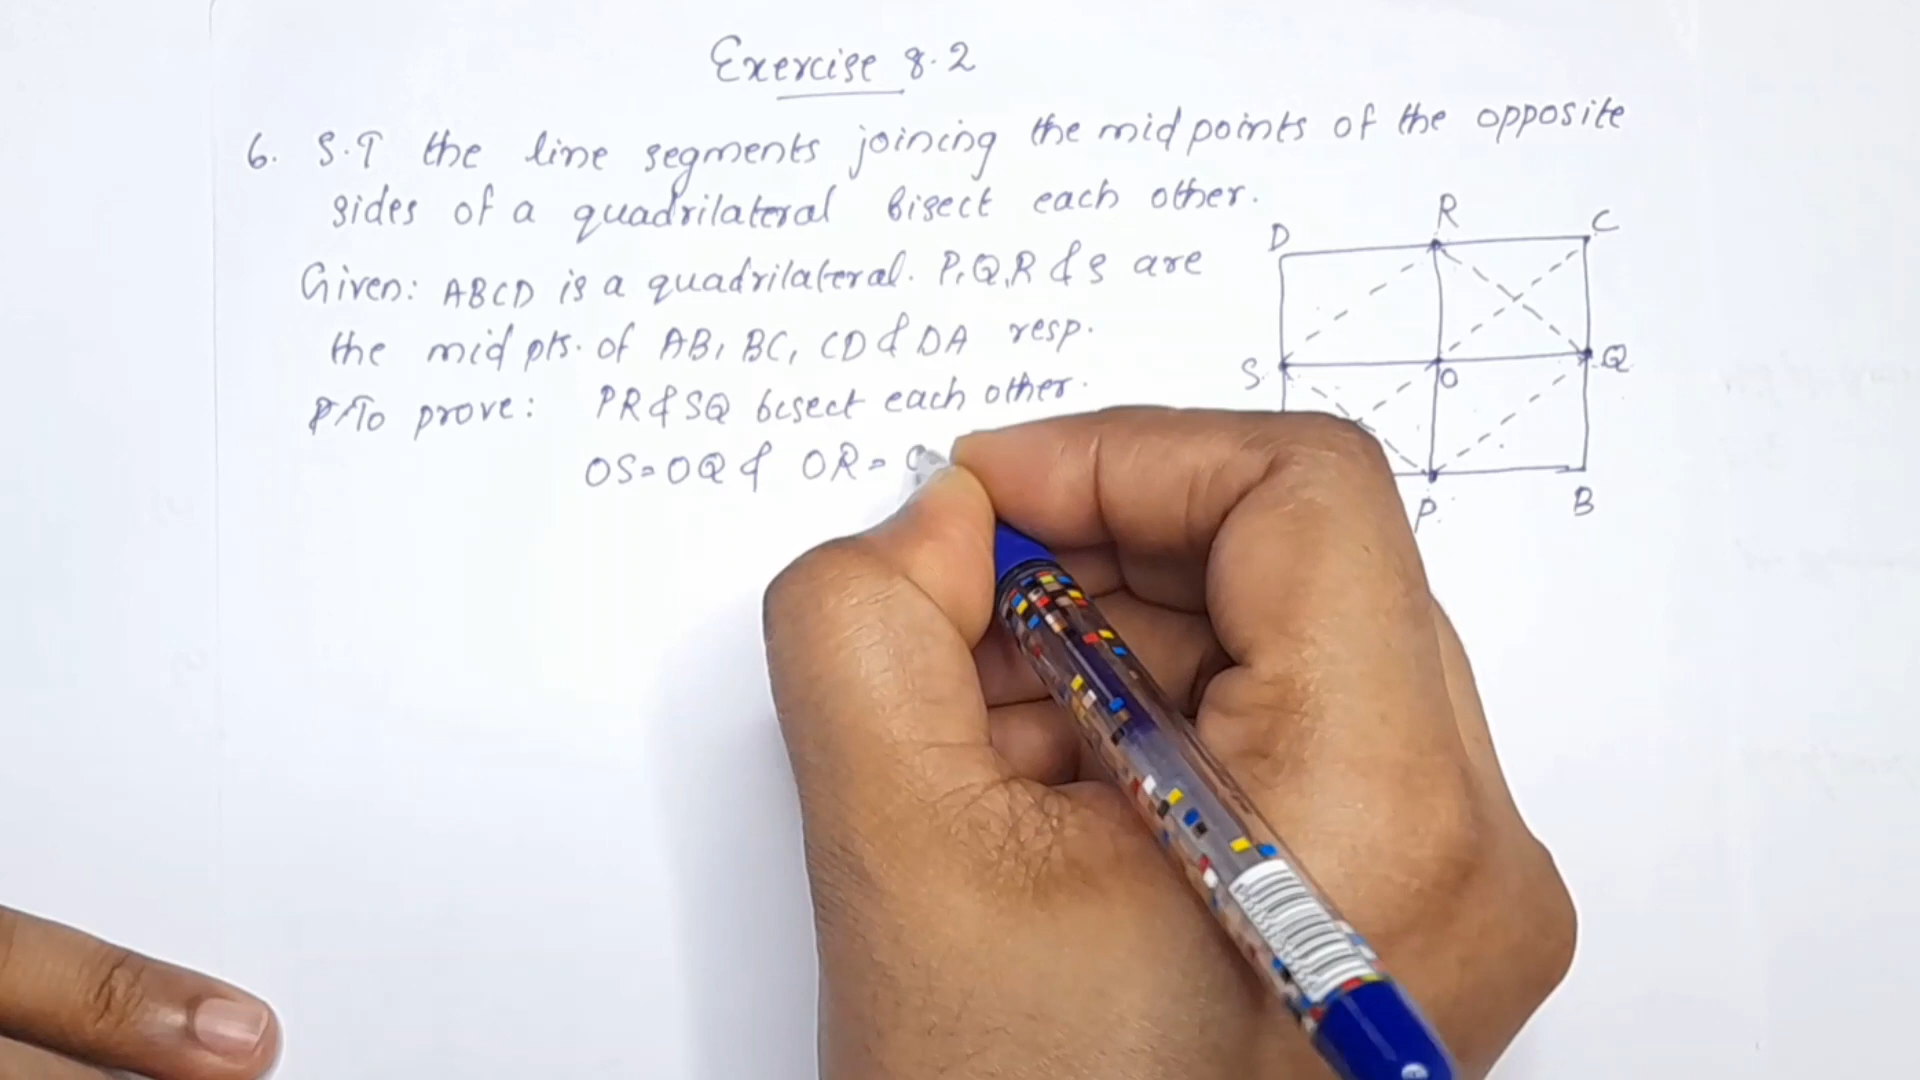 Exercise 8.2
6. S.T the line segments joining the mid points of the opposite
sides of a quadrilateral bisect each other.
Given: ABCD is a quadrilateral. P, Q, R & S are
the mid pts. of AB, BC, CD & DA resp.
To prove: PR & SQ bisect each other.
OS = OQ & OR =
D R C
S O Q
P B